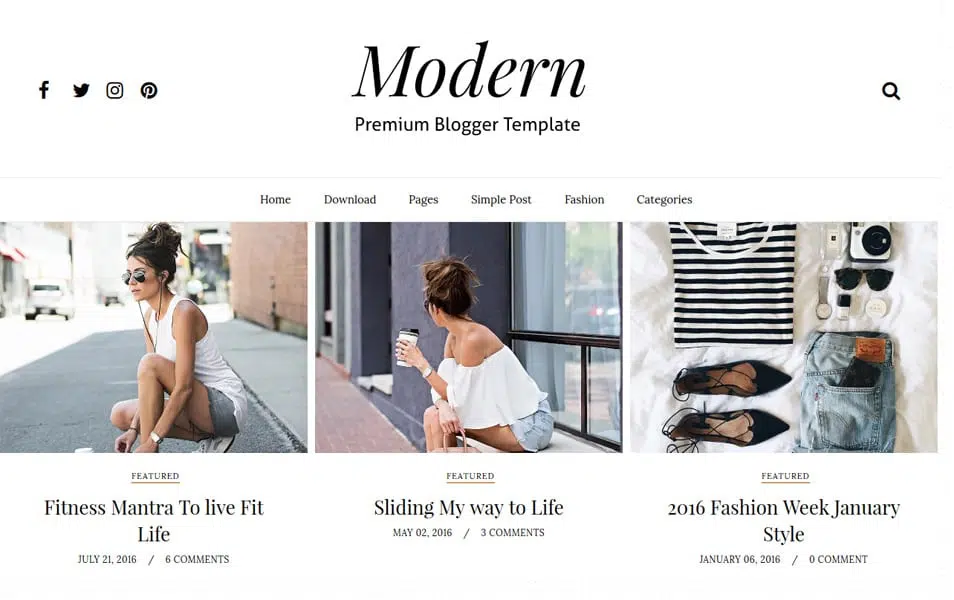 Modern
Premium Blogger Template
Home Download Pages Simple Post Fashion Categories
FEATURED
Fitness Mantra To live Fit
Life
JULY 21, 2016 / 6 COMMENTS
FEATURED
Sliding My way to Life
MAY 02, 2016 / 3 COMMENTS
FEATURED
2016 Fashion Week January
Style
JANUARY 06, 2016 / 0 COMMENT